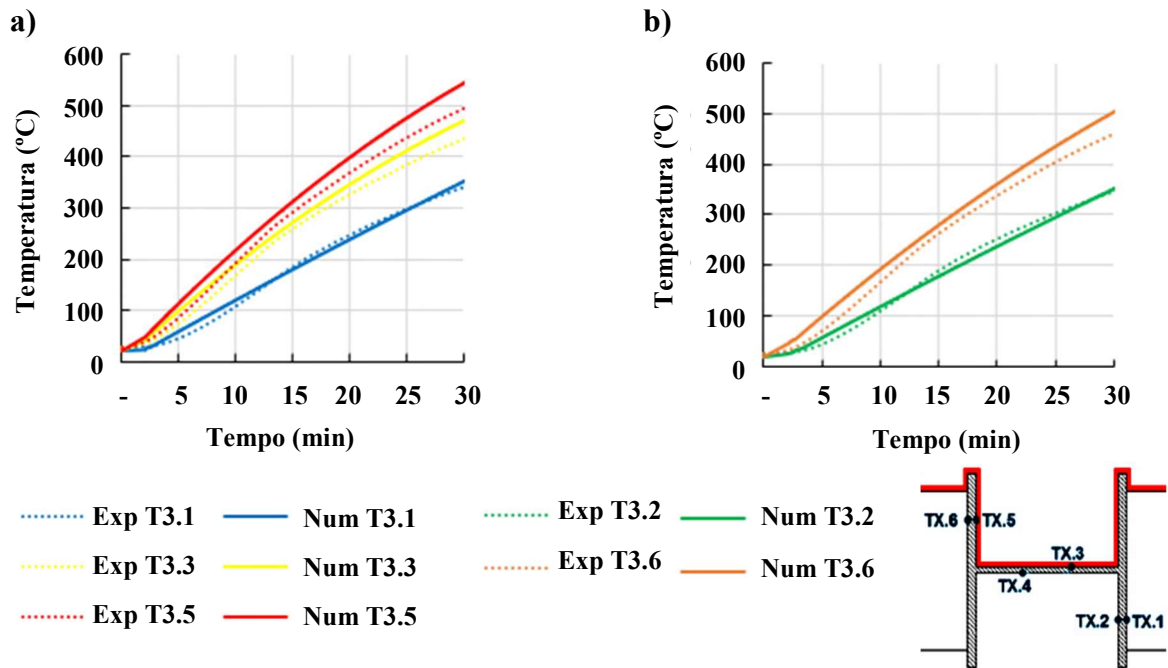 a)
Temperatura (ºC)
600
500
400
300
200
100
0
- 5 10 15 20 25 30
Tempo (min)
b)
Temperatura (ºC)
600
500
400
300
200
100
0
- 5 10 15 20 25 30
Tempo (min)
Exp T3.1 Num T3.1
Exp T3.3 Num T3.3
Exp T3.5 Num T3.5
Exp T3.2 Num T3.2
Exp T3.6 Num T3.6
TX.6 TX.5
TX.3
TX.4
TX.2 TX.1